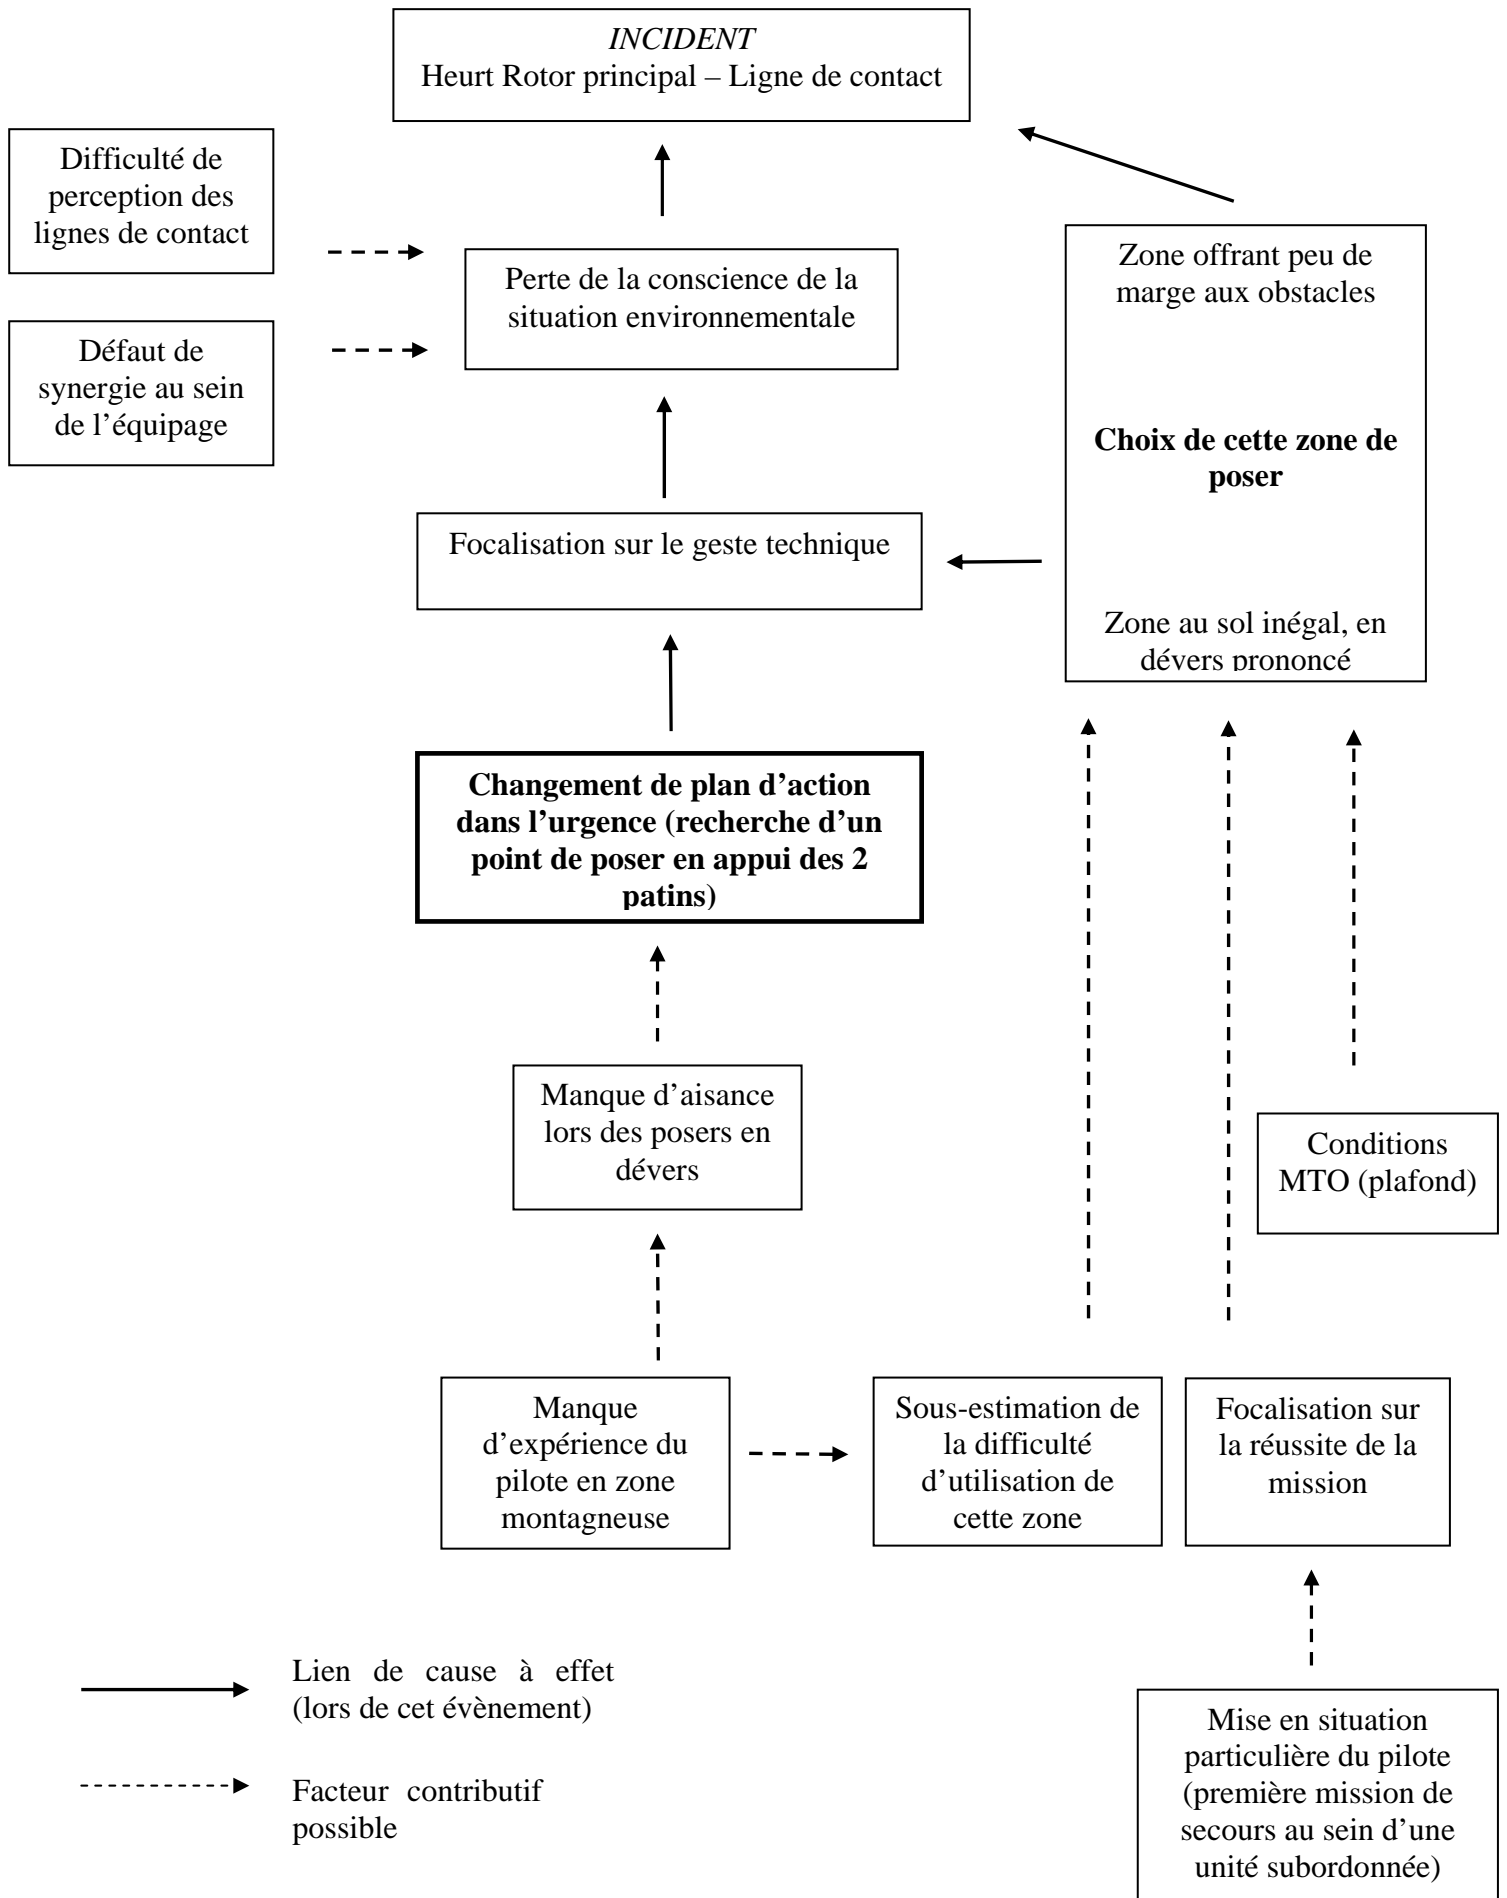 INCIDENT
Heurt Rotor principal – Ligne de contact
Difficulté de
perception des
lignes de contact
Perte de la conscience de la
situation environnementale
Défaut de
synergie au sein
de l’équipage
Zone offrant peu de
marge aux obstacles
Choix de cette zone de
poser
Zone au sol inégal, en
dévers prononcé
Focalisation sur le geste technique
Changement de plan d’action
dans l’urgence (recherche d’un
point de poser en appui des 2
patins)
Manque d’aisance
lors des posers en
dévers
Conditions
MTO (plafond)
Manque
d’expérience du
pilote en zone
montagneuse
Sous-estimation de
la difficulté
d’utilisation de
cette zone
Focalisation sur
la réussite de la
mission
Lien de cause à effet
(lors de cet évènement)
Facteur contributif
possible
Mise en situation
particulière du pilote
(première mission de
secours au sein d’une
unité subordonnée)